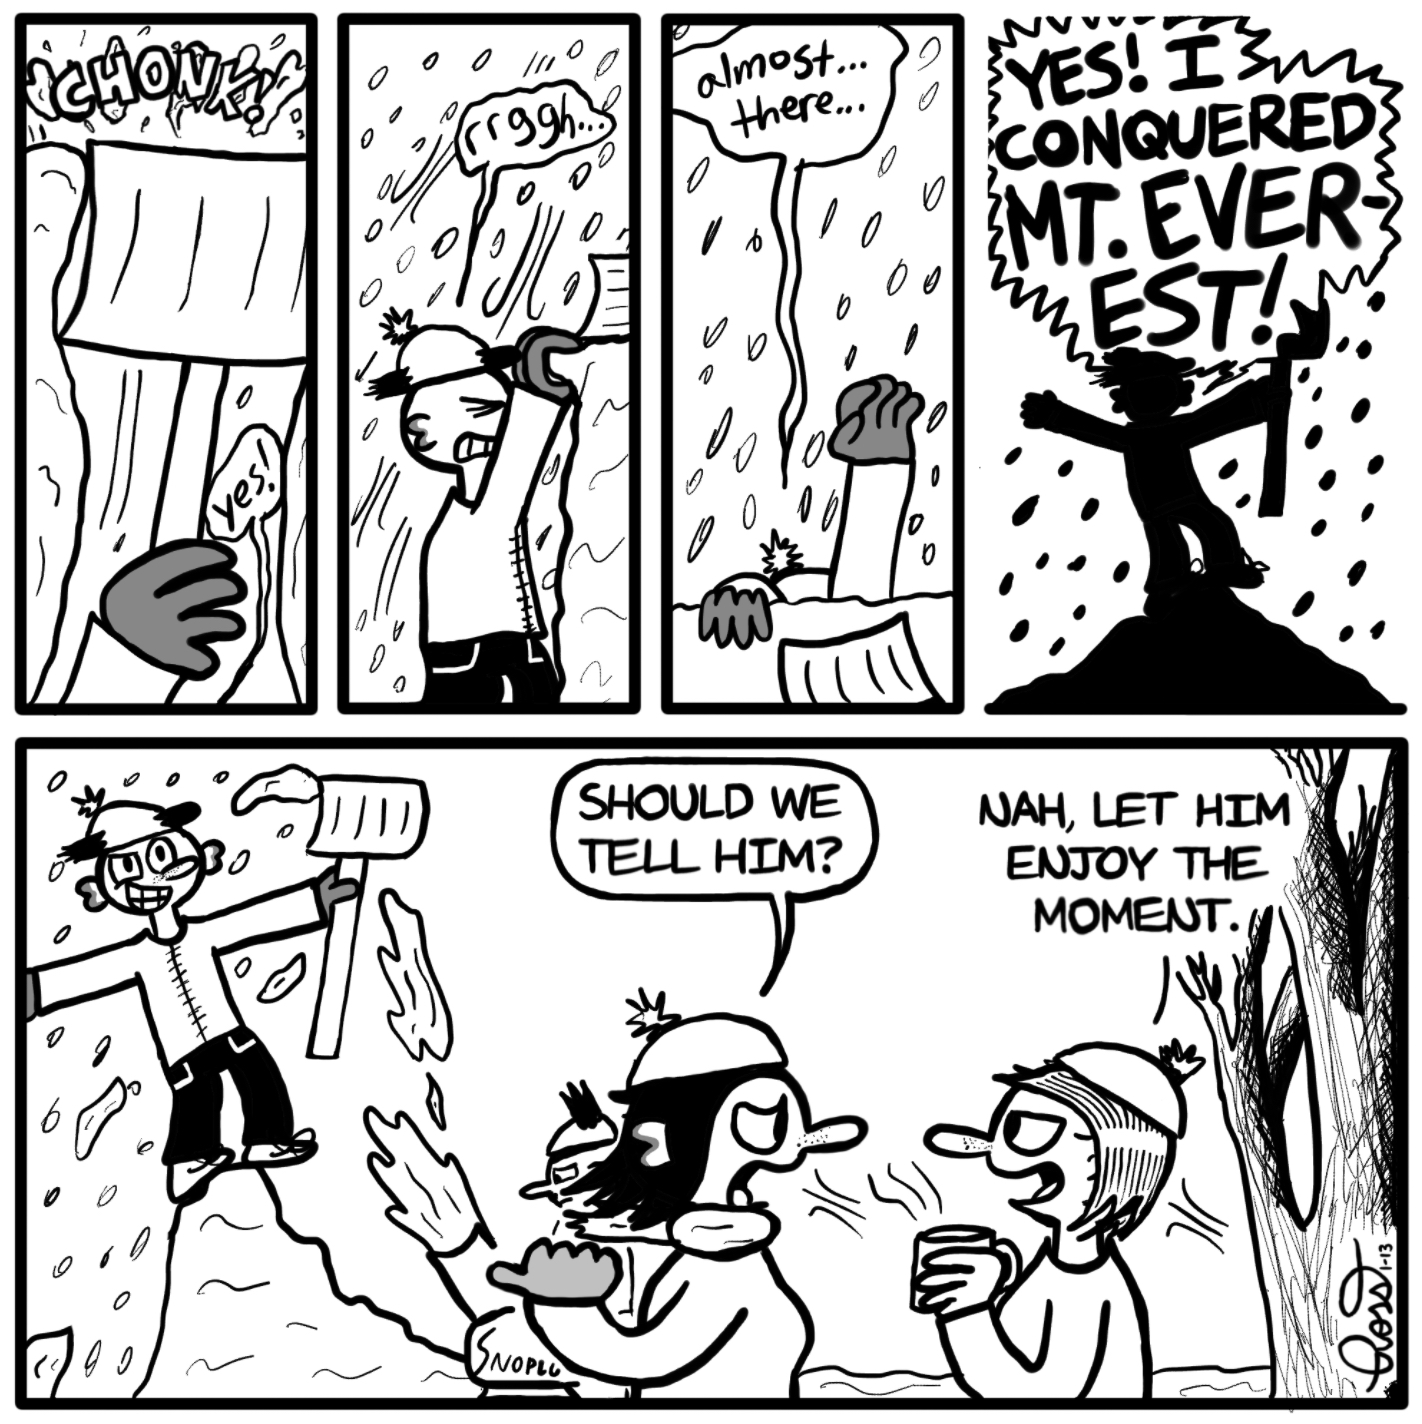 CHONK!
yes!
rrggh...
almost...
there...
YES! I
CONQUERED
MT. EVER-
EST!
SHOULD WE
TELL HIM?
NAH, LET HIM
ENJOY THE
MOMENT.
SNOPLU
1-13